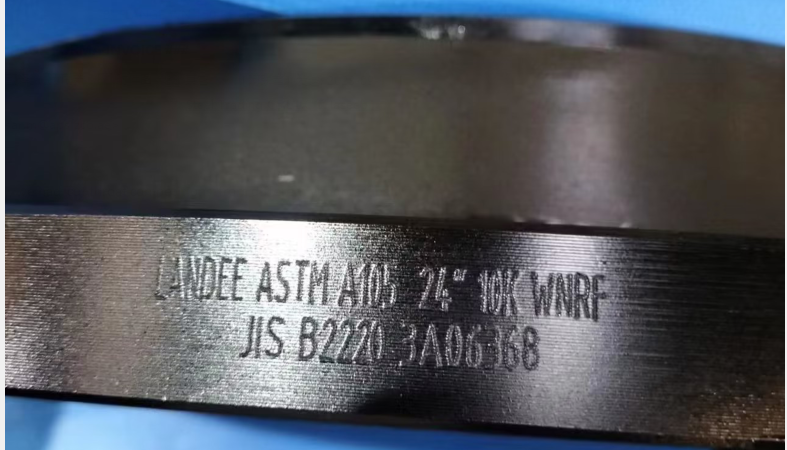 LANDEE ASTM A105 24" 10K WNRF
JIS B2220 3A06368